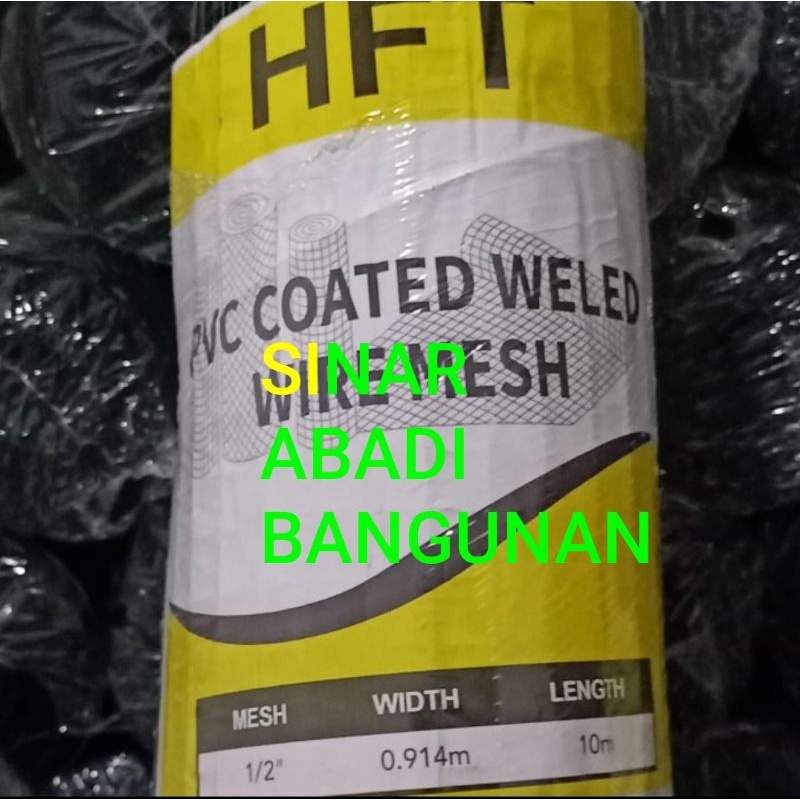 HFT
PVC COATED WELED
WIRE MESH
SINAR
ABADI
BANGUNAN
MESH WIDTH LENGTH
1/2" 0.914m 10m